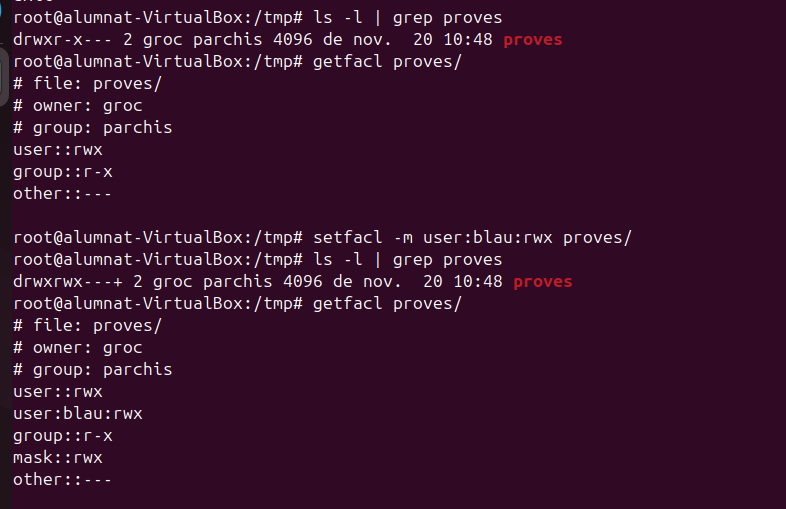 root@alumnat-VirtualBox:/tmp# ls -l | grep proves
drwxr-x--- 2 groc parchis 4096 de nov.  20 10:48 proves
root@alumnat-VirtualBox:/tmp# getfacl proves/
# file: proves/
# owner: groc
# group: parchis
user::rwx
group::r-x
other::---

root@alumnat-VirtualBox:/tmp# setfacl -m user:blau:rwx proves/
root@alumnat-VirtualBox:/tmp# ls -l | grep proves
drwxrwx---+ 2 groc parchis 4096 de nov.  20 10:48 proves
root@alumnat-VirtualBox:/tmp# getfacl proves/
# file: proves/
# owner: groc
# group: parchis
user::rwx
user:blau:rwx
group::r-x
mask::rwx
other::---